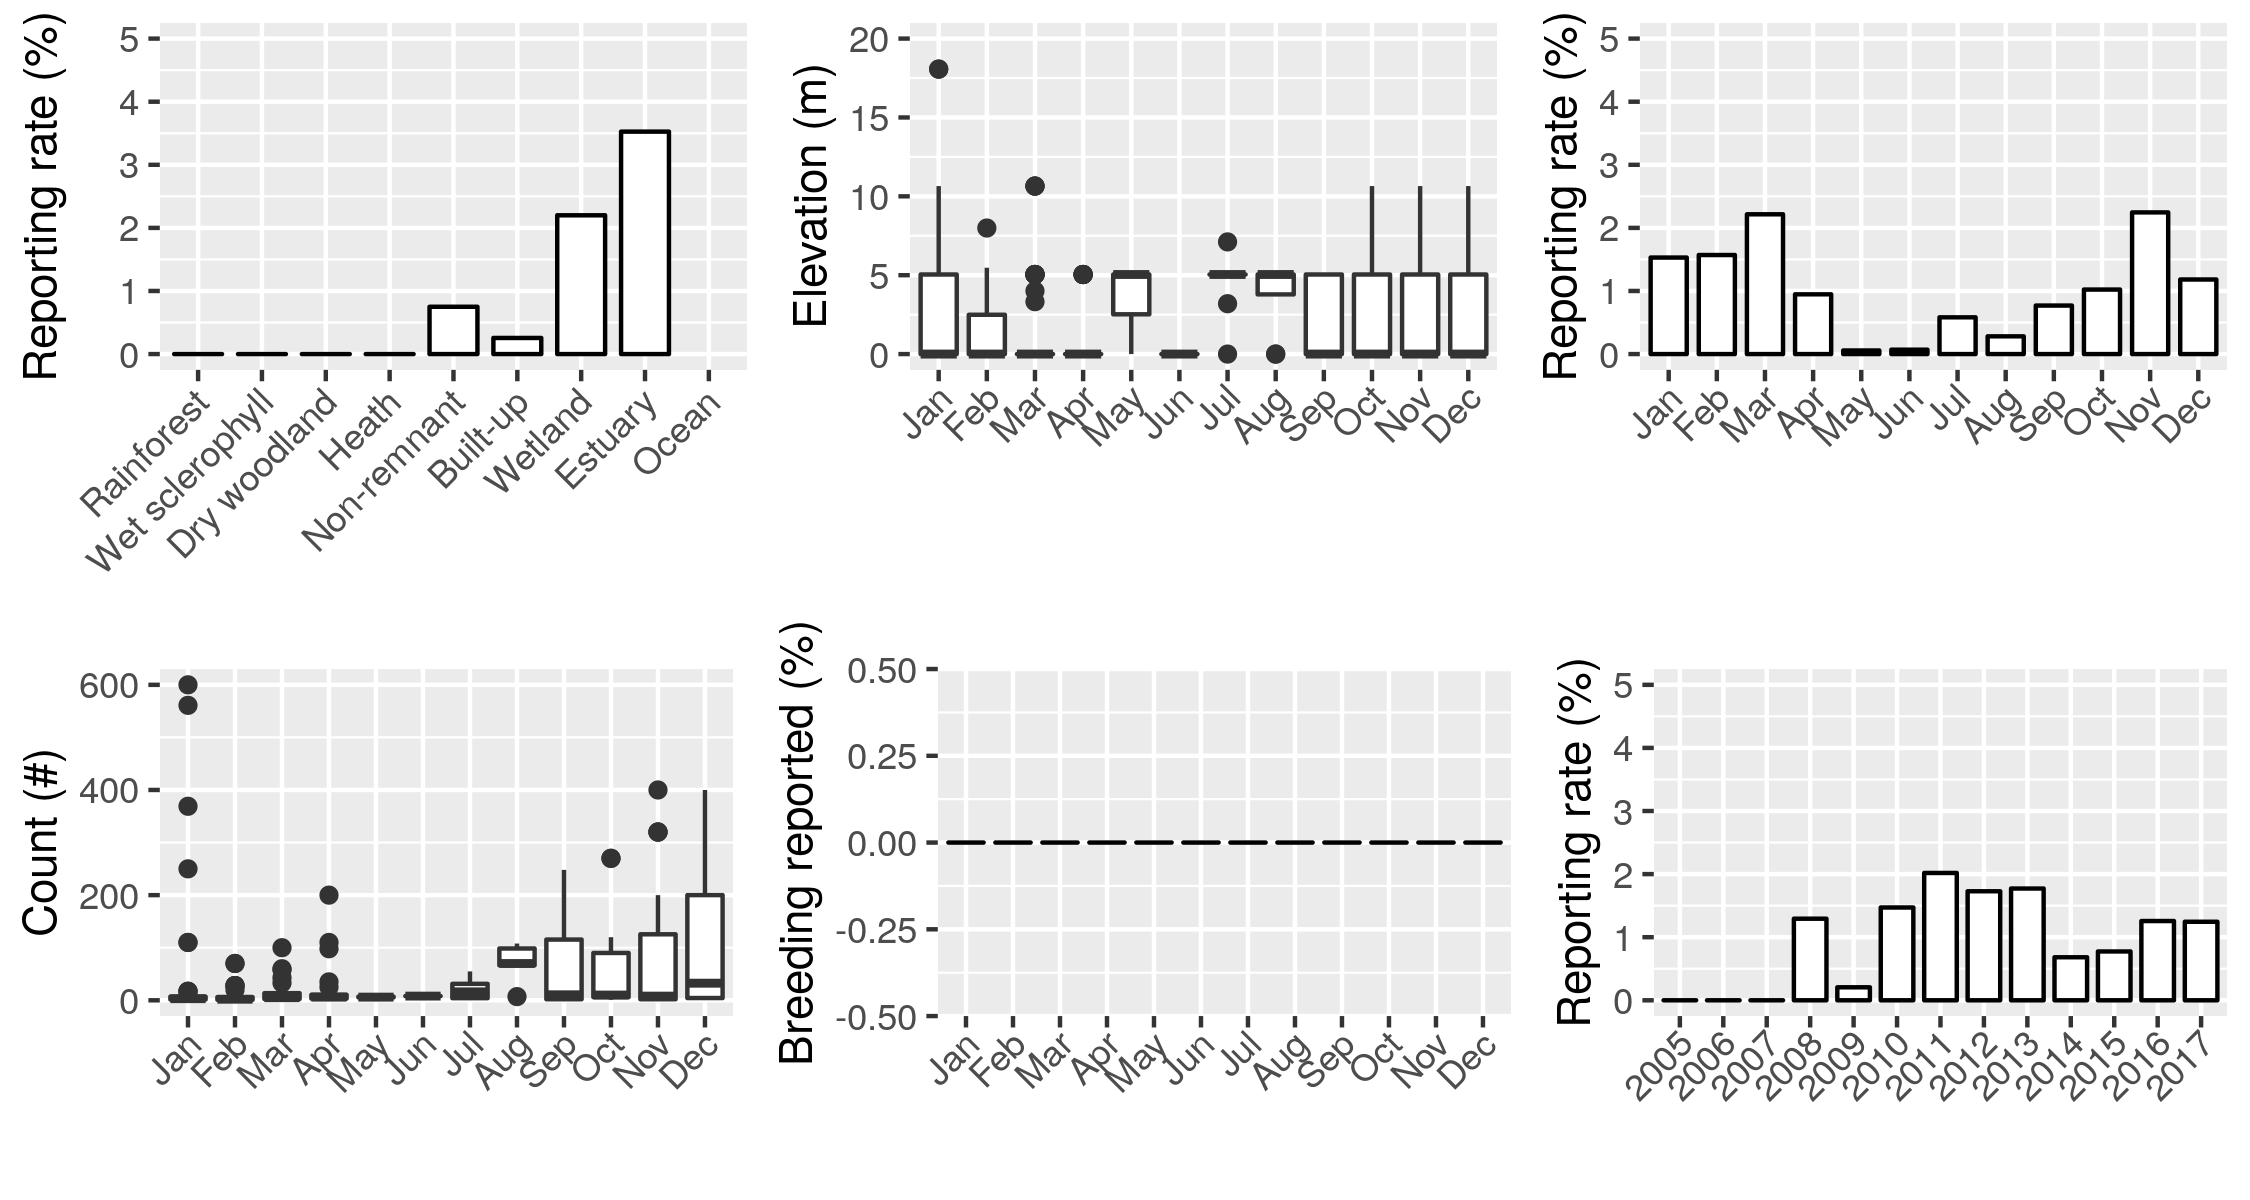 Reporting rate (%)
5
4
3
2
1
0
Rainforest
Wet sclerophyll
Dry woodland
Heath
Non-remnant
Built-up
Wetland
Estuary
Ocean
Elevation (m)
20
15
10
5
0
Jan
Feb
Mar
Apr
May
Jun
Jul
Aug
Sep
Oct
Nov
Dec
Reporting rate (%)
5
4
3
2
1
0
Jan
Feb
Mar
Apr
May
Jun
Jul
Aug
Sep
Oct
Nov
Dec
Count (#)
600
400
200
0
Jan
Feb
Mar
Apr
May
Jun
Jul
Aug
Sep
Oct
Nov
Dec
Breeding reported (%)
0.50
0.25
0.00
-0.25
-0.50
Jan
Feb
Mar
Apr
May
Jun
Jul
Aug
Sep
Oct
Nov
Dec
Reporting rate (%)
5
4
3
2
1
0
2005
2006
2007
2008
2009
2010
2011
2012
2013
2014
2015
2016
2017